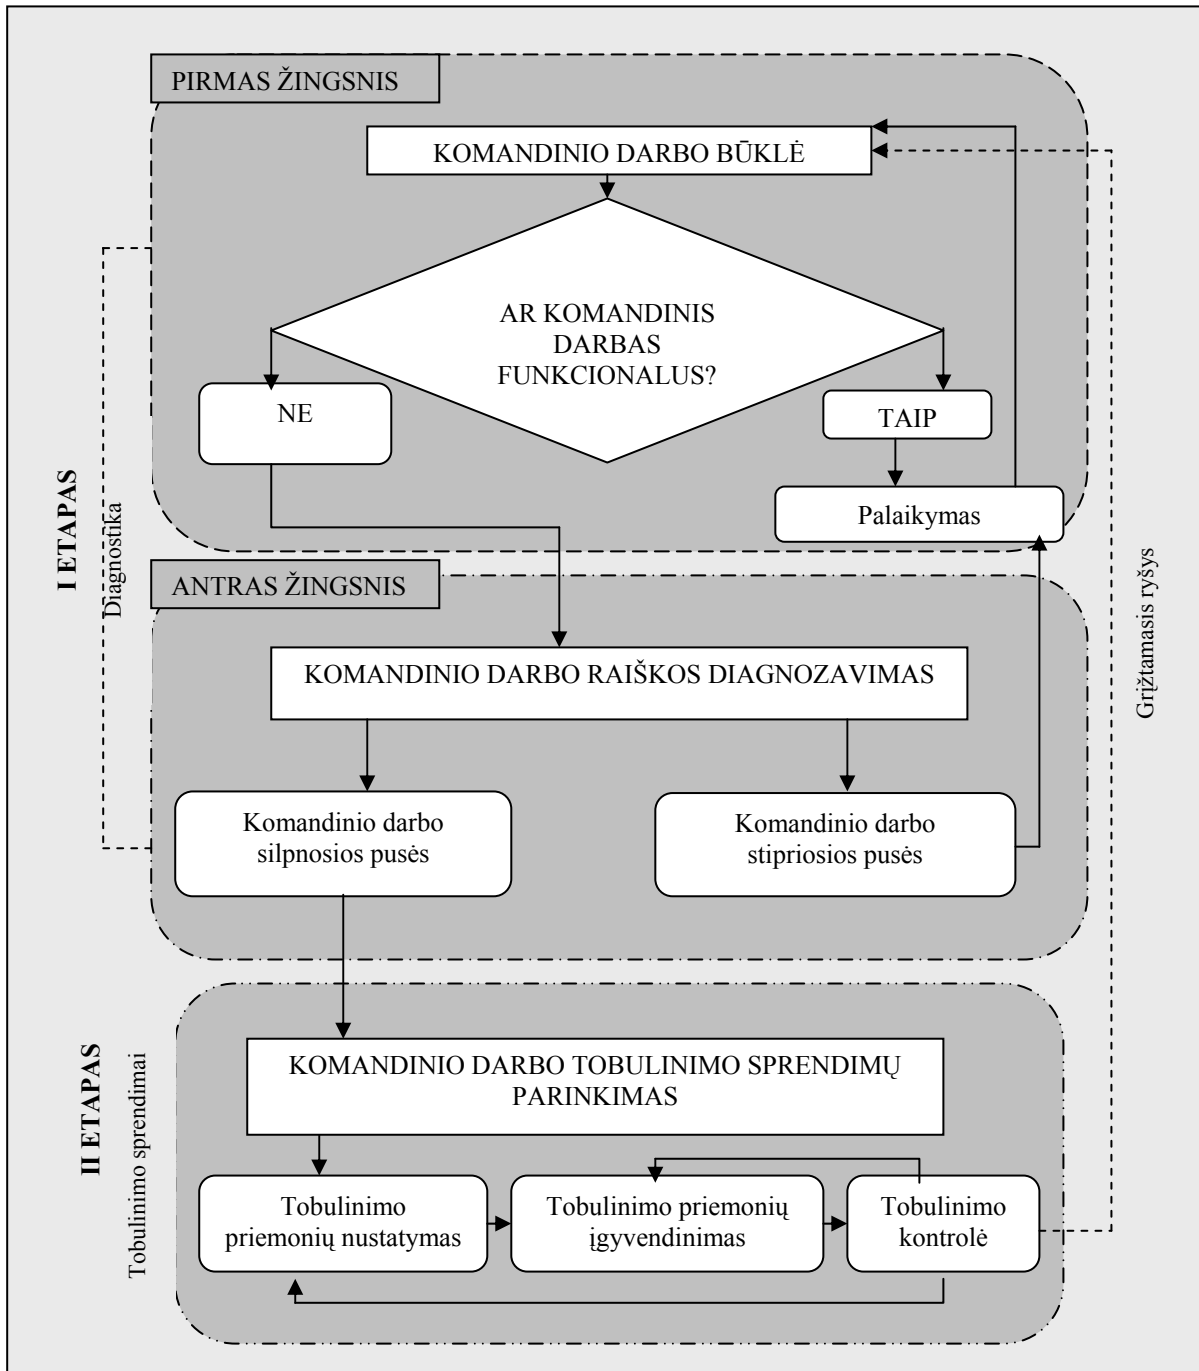 PIRMAS ŽINGSNIS
KOMANDINIO DARBO BŪKLĖ
AR KOMANDINIS
DARBAS
FUNKCIONALUS?
NE
TAIP
Palaikymas
I ETAPAS
Diagnostika
ANTRAS ŽINGSNIS
KOMANDINIO DARBO RAIŠKOS DIAGNOZAVIMAS
Komandinio darbo
silpnosios pusės
Komandinio darbo
stipriosios pusės
Grįžtamasis ryšys
II ETAPAS
Tobulinimo sprendimai
KOMANDINIO DARBO TOBULINIMO SPRENDIMŲ
PARINKIMAS
Tobulinimo
priemonių nustatymas
Tobulinimo priemonių
įgyvendinimas
Tobulinimo
kontrolė